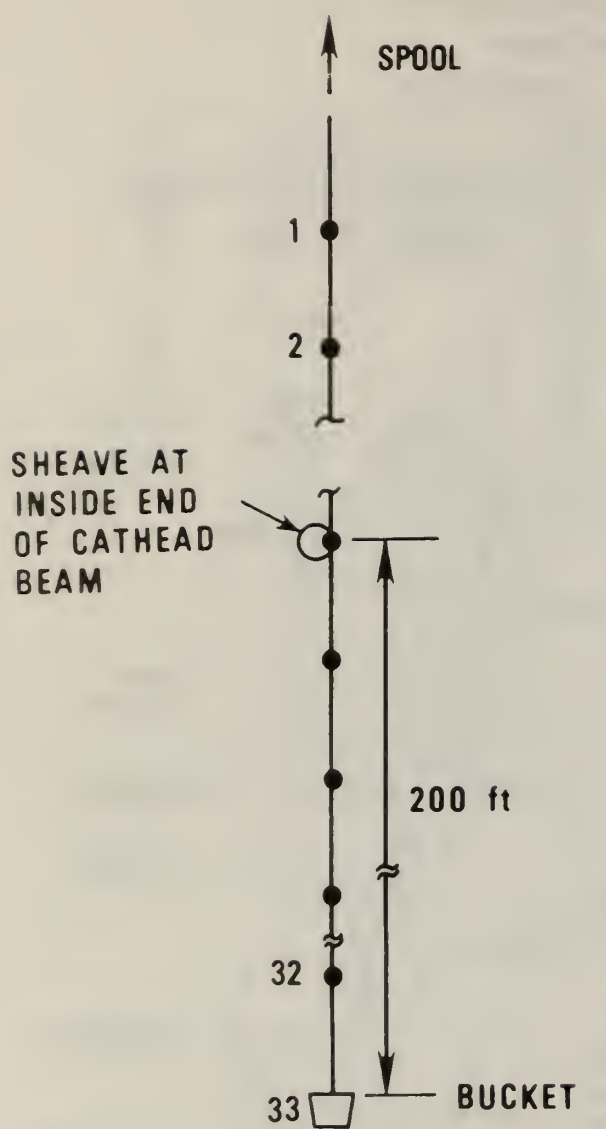 SPOOL
1
2
SHEAVE AT
INSIDE END
OF CATHEAD
BEAM
200 ft
32
33
BUCKET